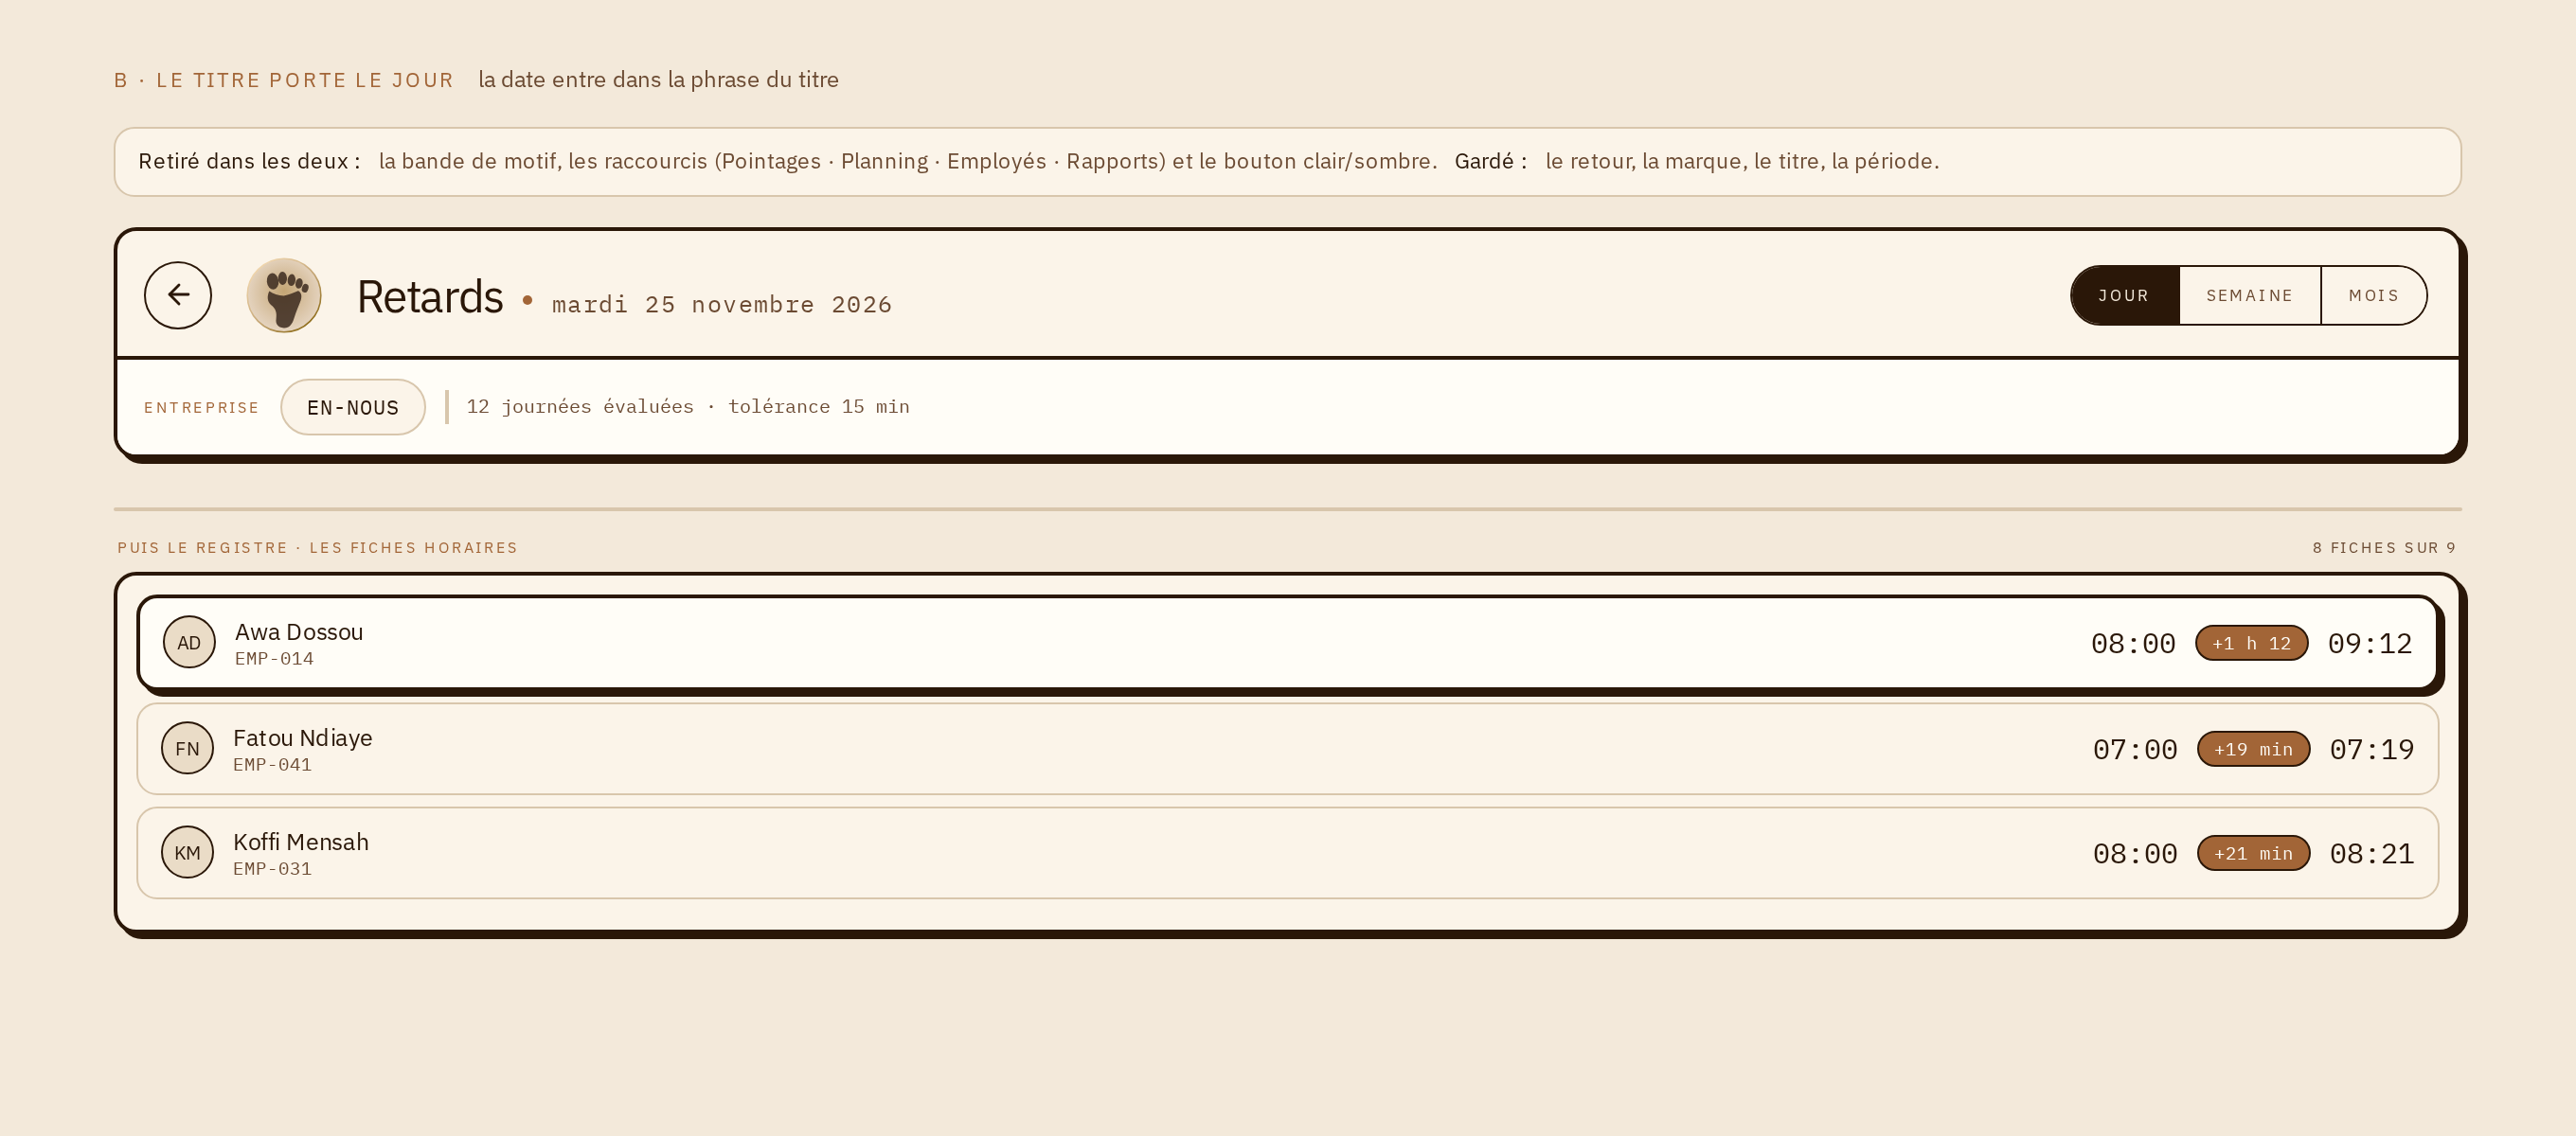 B · LE TITRE PORTE LE JOUR la date entre dans la phrase du titre
Retiré dans les deux : la bande de motif, les raccourcis (Pointages · Planning · Employés · Rapports) et le bouton clair/sombre. Gardé : le retour, la marque, le titre, la période.
Retards • mardi 25 novembre 2026 JOUR SEMAINE MOIS
ENTREPRISE EN-NOUS 12 journées évaluées · tolérance 15 min
PUIS LE REGISTRE · LES FICHES HORAIRES 8 FICHES SUR 9
AD Awa Dossou 08:00 +1 h 12 09:12
EMP-014
FN Fatou Ndiaye 07:00 +19 min 07:19
EMP-041
KM Koffi Mensah 08:00 +21 min 08:21
EMP-031